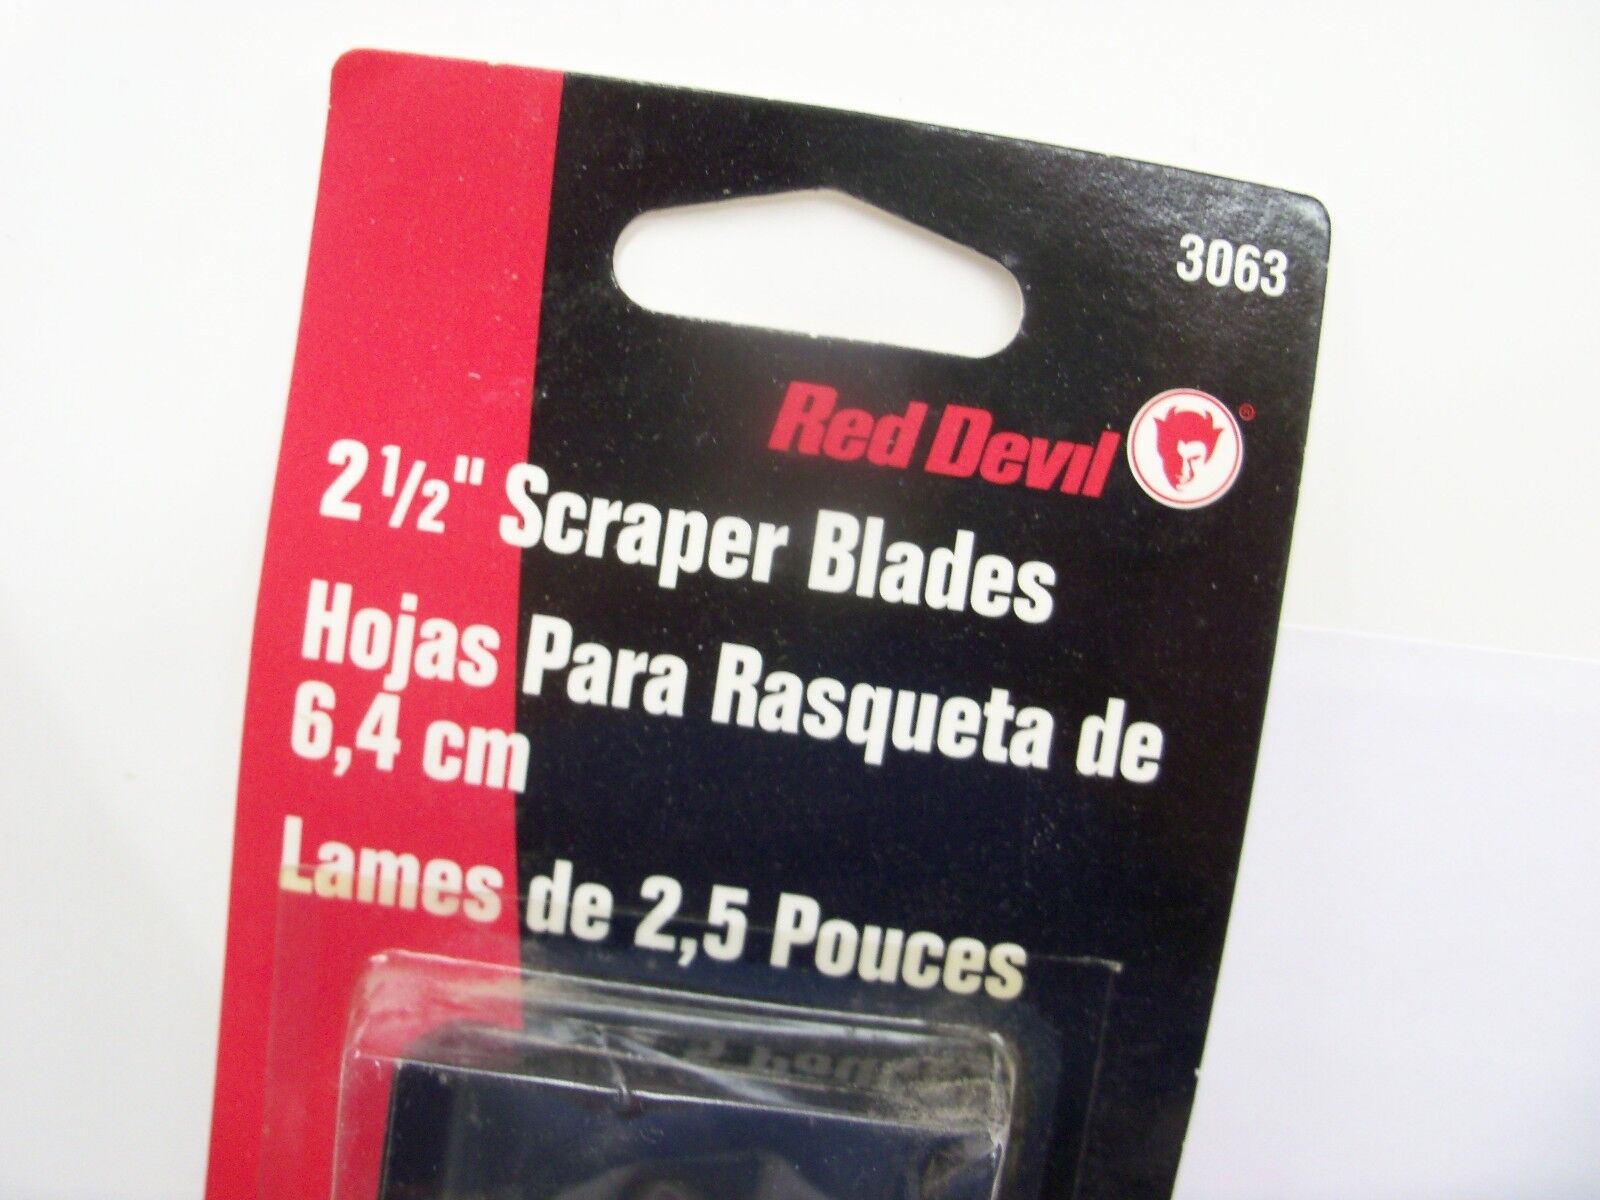 3063
Red Devil ®
2 1/2" Scraper Blades
Hojas Para Rasqueta de
6,4 cm
Lames de 2,5 Pouces